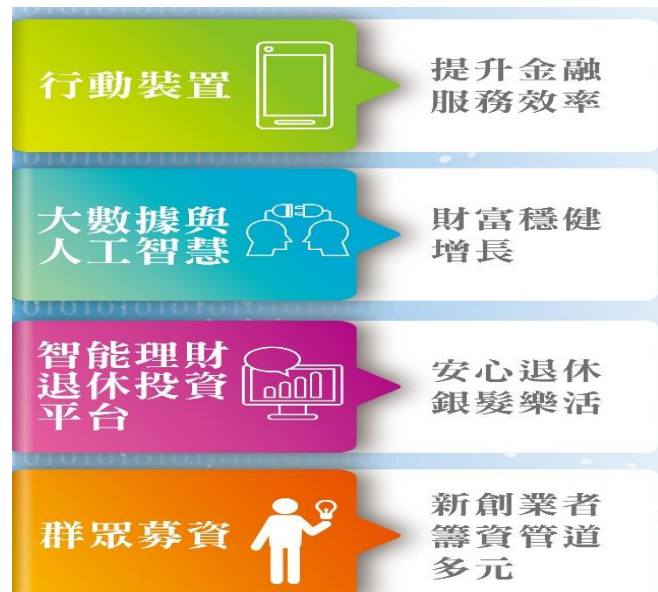 行動裝置
提升金融
服務效率
大數據與
人工智慧
財富穩健
增長
智能理財
退休投資
平台
安心退休
銀髮樂活
群眾募資
新創業者
籌資管道
多元